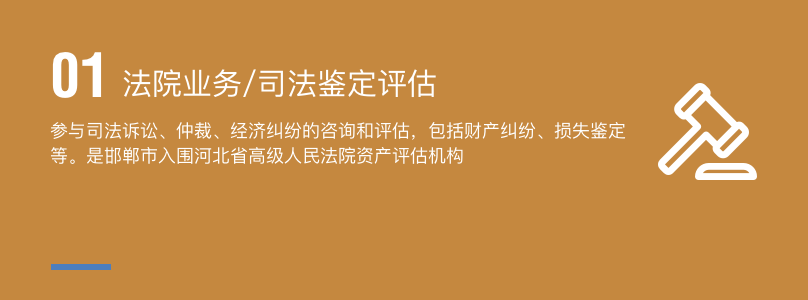 01 法院业务/司法鉴定评估
参与司法诉讼、仲裁、经济纠纷的咨询和评估，包括财产纠纷、损失鉴定
等。是邯郸市入围河北省高级人民法院资产评估机构